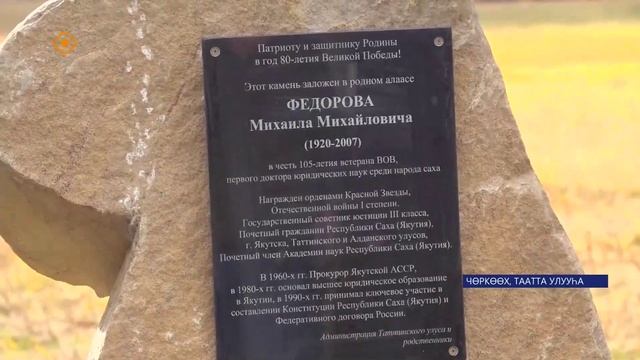 Патриоту и защитнику Родины
в год 80-летия Великой Победы!
Этот камень заложен в родном алаасе
ФЕДОРОВА
Михаила Михайловича
(1920-2007)
в честь 105-летия ветерана ВОВ,
первого доктора юридических наук среди народа саха
Награжден орденами Красной Звезды,
Отечественной войны I степени.
Государственный советник юстиции III класса,
Почетный гражданин Республики Саха (Якутия),
г. Якутска, Таттинского и Алданского улусов,
Почетный член Академии наук Республики Саха (Якутия).
В 1960-х гг. Прокурор Якутской АССР,
в 1980-х гг. основал высшее юридическое образование
в Якутии, в 1990-х гг. принимал ключевое участие в
составлении Конституции Республики Саха (Якутия) и
Федеративного договора России.
Администрация Таттинского улуса и
родственники
ЧӨРКӨӨХ, ТААТТА УЛУУҺА